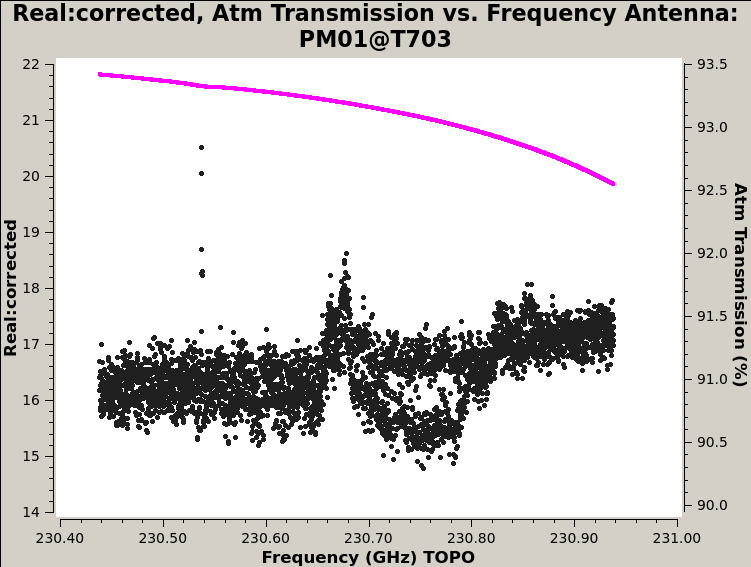 Real:corrected, Atm Transmission vs. Frequency Antenna:
PM01@T703
22
21
20
19
18
17
16
15
14
Real:corrected
93.5
93.0
92.5
92.0
91.5
91.0
90.5
90.0
Atm Transmission (%)
230.40 230.50 230.60 230.70 230.80 230.90 231.00
Frequency (GHz) TOPO